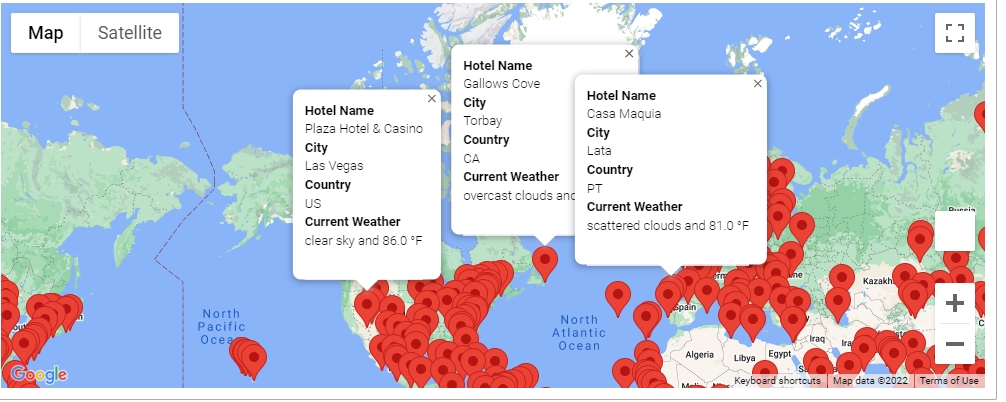 Map
Satellite
Hotel Name
Plaza Hotel & Casino
City
Las Vegas
Country
US
Current Weather
clear sky and 86.0 °F
Hotel Name
Gallows Cove
City
Torbay
Country
CA
Current Weather
overcast clouds and
Hotel Name
Casa Maquia
City
Lata
Country
PT
Current Weather
scattered clouds and 81.0 °F
North
Pacific
Ocean
North
Atlantic
Ocean
Spain
Algeria
Libya
Egypt
Iraq
Kazakh
Russia
Google
Keyboard shortcuts
Map data ©2022
Terms of Use